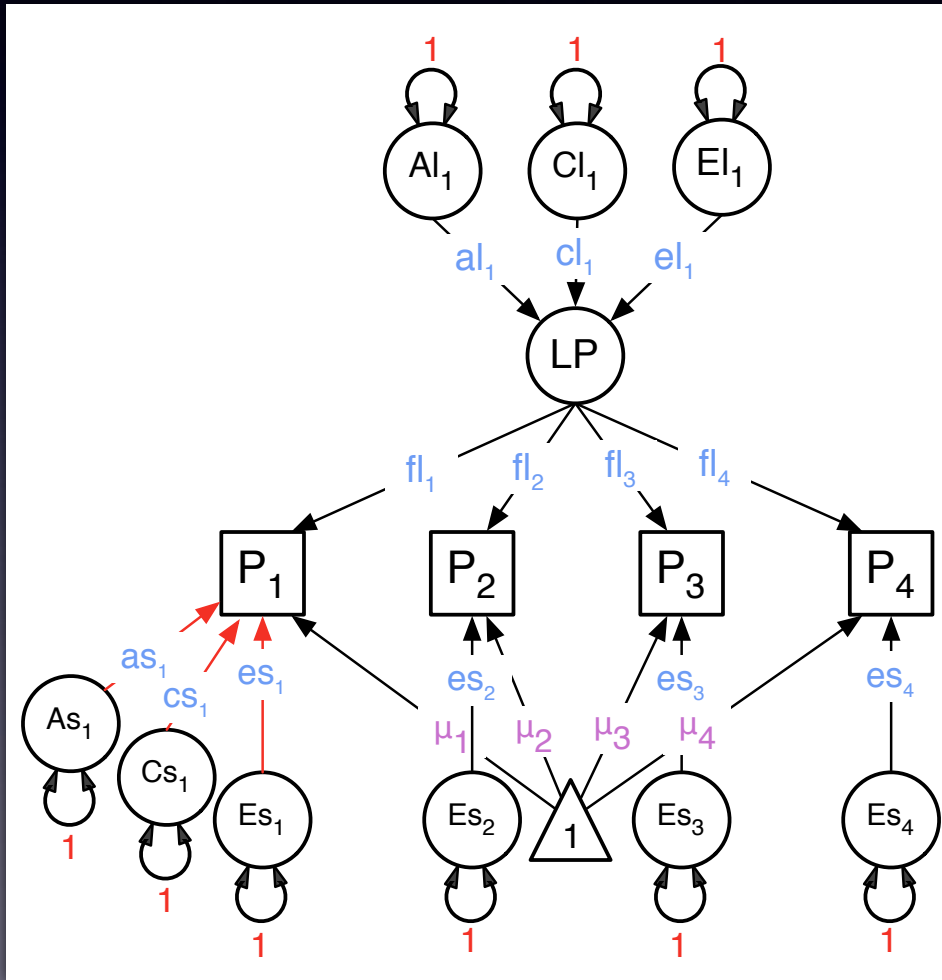 1 1 1
Al₁ Cl₁ El₁
al₁ cl₁ el₁
LP
fl₁ fl₂ fl₃ fl₄
P₁ P₂ P₃ P₄
as₁ cs₁ es₁ es₂ es₃ es₄
μ₁ μ₂ μ₃ μ₄
As₁ Cs₁ Es₁ Es₂ 1 Es₃ Es₄
1 1 1 1 1 1